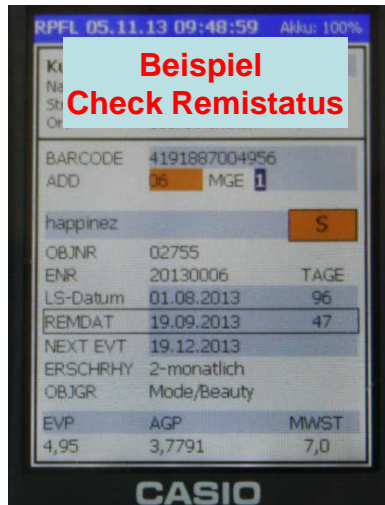 RPFL 05.11.13 09:48:59 Akku: 100%
Beispiel
Check Remistatus
BARCODE 4191887004956
ADD 06 MGE 1
happinez S
OBJNR 02755
ENR 20130006 TAGE
LS-Datum 01.08.2013 96
REMDAT 19.09.2013 47
NEXT EVT 19.12.2013
ERSCHRHY 2-monatlich
OBJGR Mode/Beauty
EVP AGP MWST
4,95 3,7791 7,0
CASIO